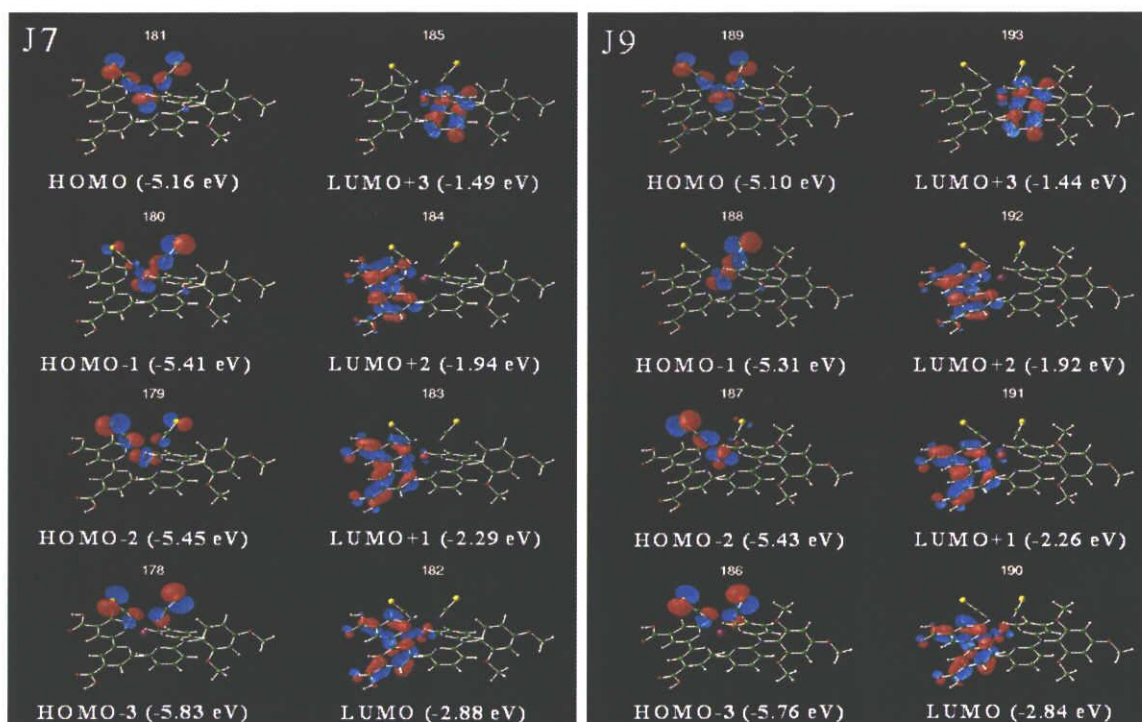 J7
181
185
HOMO (-5.16 eV)
LUMO+3 (-1.49 eV)
180
184
HOMO-1 (-5.41 eV)
LUMO+2 (-1.94 eV)
179
183
HOMO-2 (-5.45 eV)
LUMO+1 (-2.29 eV)
178
182
HOMO-3 (-5.83 eV)
LUMO (-2.88 eV)
J9
189
193
HOMO (-5.10 eV)
LUMO+3 (-1.44 eV)
188
192
HOMO-1 (-5.31 eV)
LUMO+2 (-1.92 eV)
187
191
HOMO-2 (-5.43 eV)
LUMO+1 (-2.26 eV)
186
190
HOMO-3 (-5.76 eV)
LUMO (-2.84 eV)